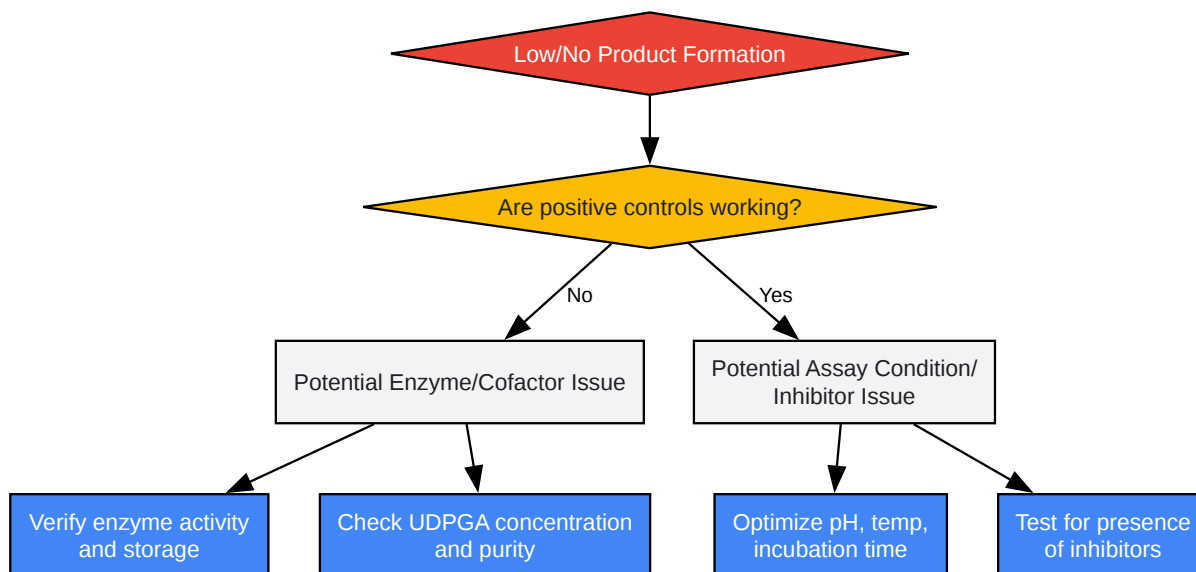 Low/No Product Formation
Are positive controls working?
No
Yes
Potential Enzyme/Cofactor Issue
Potential Assay Condition/
Inhibitor Issue
Verify enzyme activity
and storage
Check UDPGA concentration
and purity
Optimize pH, temp,
incubation time
Test for presence
of inhibitors